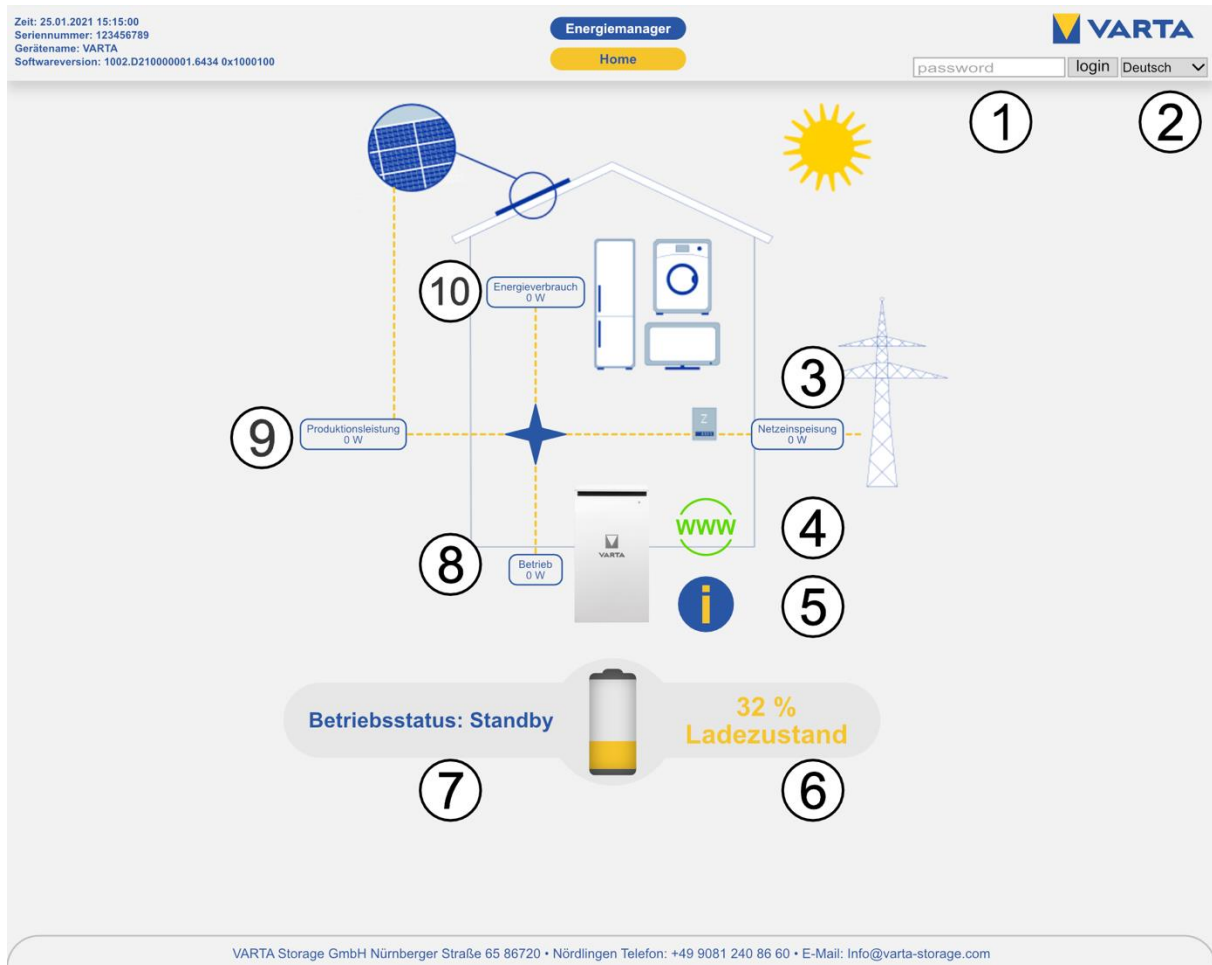 Zeit: 25.01.2021 15:15:00
Seriennummer: 123456789
Gerätename: VARTA
Softwareversion: 1002.D210000001.6434 0x1000100
Energiemanager
Home
VARTA
password
login
Deutsch
1
2
10
Energieverbrauch
0 W
3
9
Produktionsleistung
0 W
Z
Netzeinspeisung
0 W
www
4
VARTA
8
Betrieb
0 W
i
5
Betriebsstatus: Standby
32 %
Ladezustand
7
6
VARTA Storage GmbH Nürnberger Straße 65 86720 • Nördlingen Telefon: +49 9081 240 86 60 • E-Mail: Info@varta-storage.com